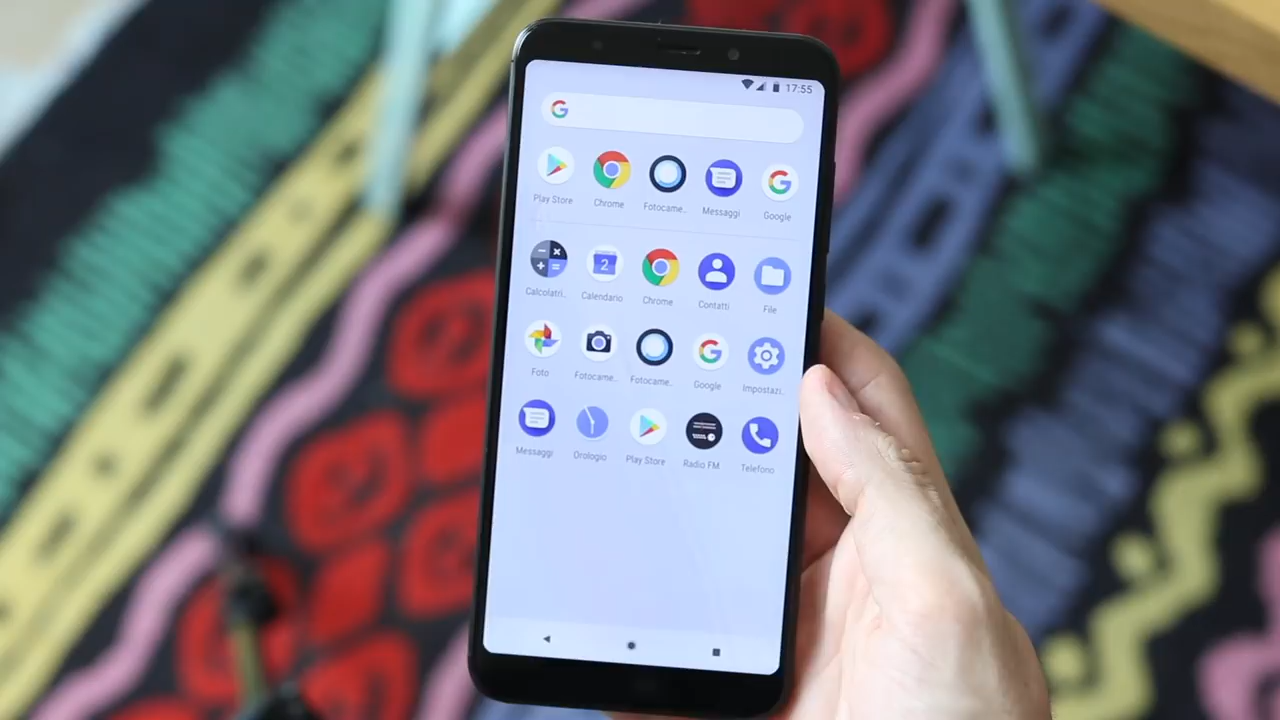 17:55
G
Play Store Chrome Fotocame.. Messaggi Google
2
Calcolatri.. Calendario Chrome Contatti File
Foto Fotocame.. Fotocame.. Google Impostazi..
Messaggi Orologio Play Store Radio FM Telefono